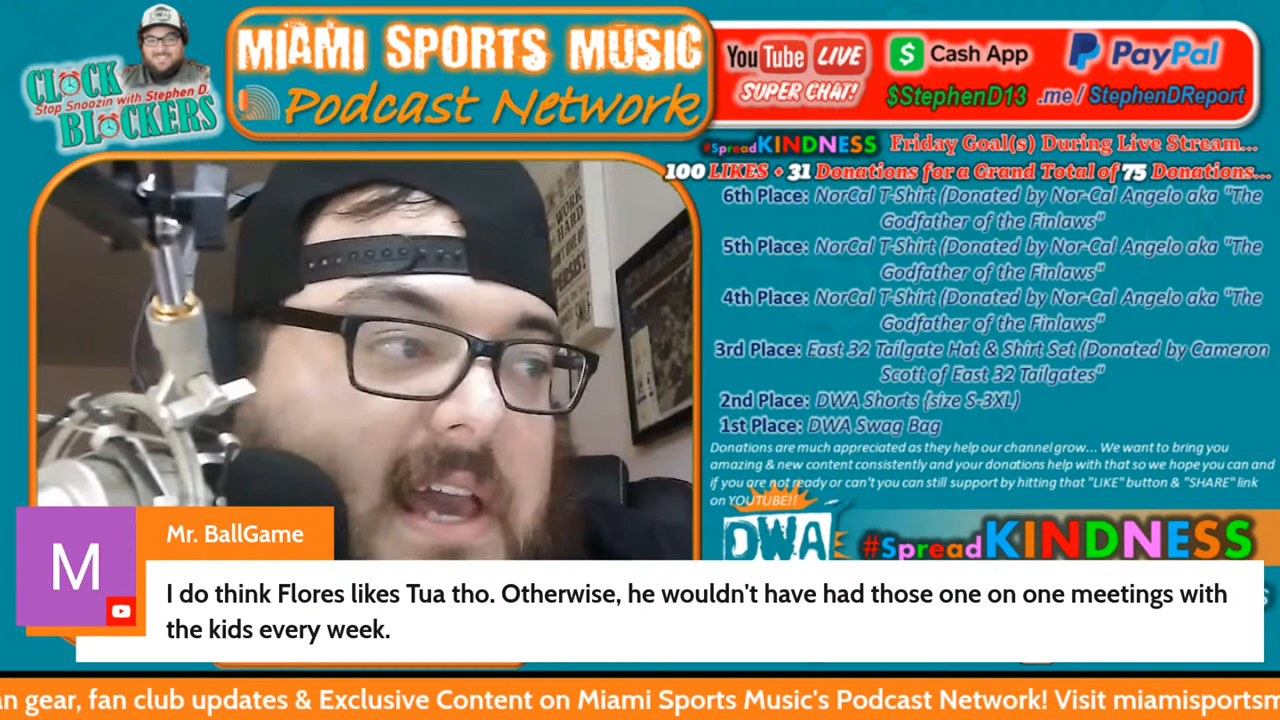 DWA
CLOCK
Stop Snoozin with Stephen D.
BLOCKERS
MIAMI SPORTS MUSIC
Podcast Network
YouTube LIVE
SUPER CHAT!
$ Cash App
$StephenD13
PayPal
.me/StephenDReport
#SpreadKINDNESS Friday Goal(s) During Live Stream...
100 LIKES + 31 Donations for a Grand Total of 75 Donations...
6th Place: NorCal T-Shirt (Donated by Nor-Cal Angelo aka "The
Godfather of the Finlaws"
5th Place: NorCal T-Shirt (Donated by Nor-Cal Angelo aka "The
Godfather of the Finlaws"
4th Place: NorCal T-Shirt (Donated by Nor-Cal Angelo aka "The
Godfather of the Finlaws"
3rd Place: East 32 Tailgate Hat & Shirt Set (Donated by Cameron
Scott of East 32 Tailgates"
2nd Place: DWA Shorts {size S-3XL)
1st Place: DWA Swag Bag
Donations are much appreciated as they help our channel grow... We want to bring you
amazing & new content consistently and your donations help with that so we hope you can and
if you are not ready or can't you can still support by hitting that "LIKE" button & "SHARE" link
on YOUTUBE!!
DWA
#SpreadKINDNESS
WORK
HARD
M
Mr. BallGame
I do think Flores likes Tua tho. Otherwise, he wouldn't have had those one on one meetings with
the kids every week.
an gear, fan club updates & Exclusive Content on Miami Sports Music's Podcast Network! Visit miamisportsm